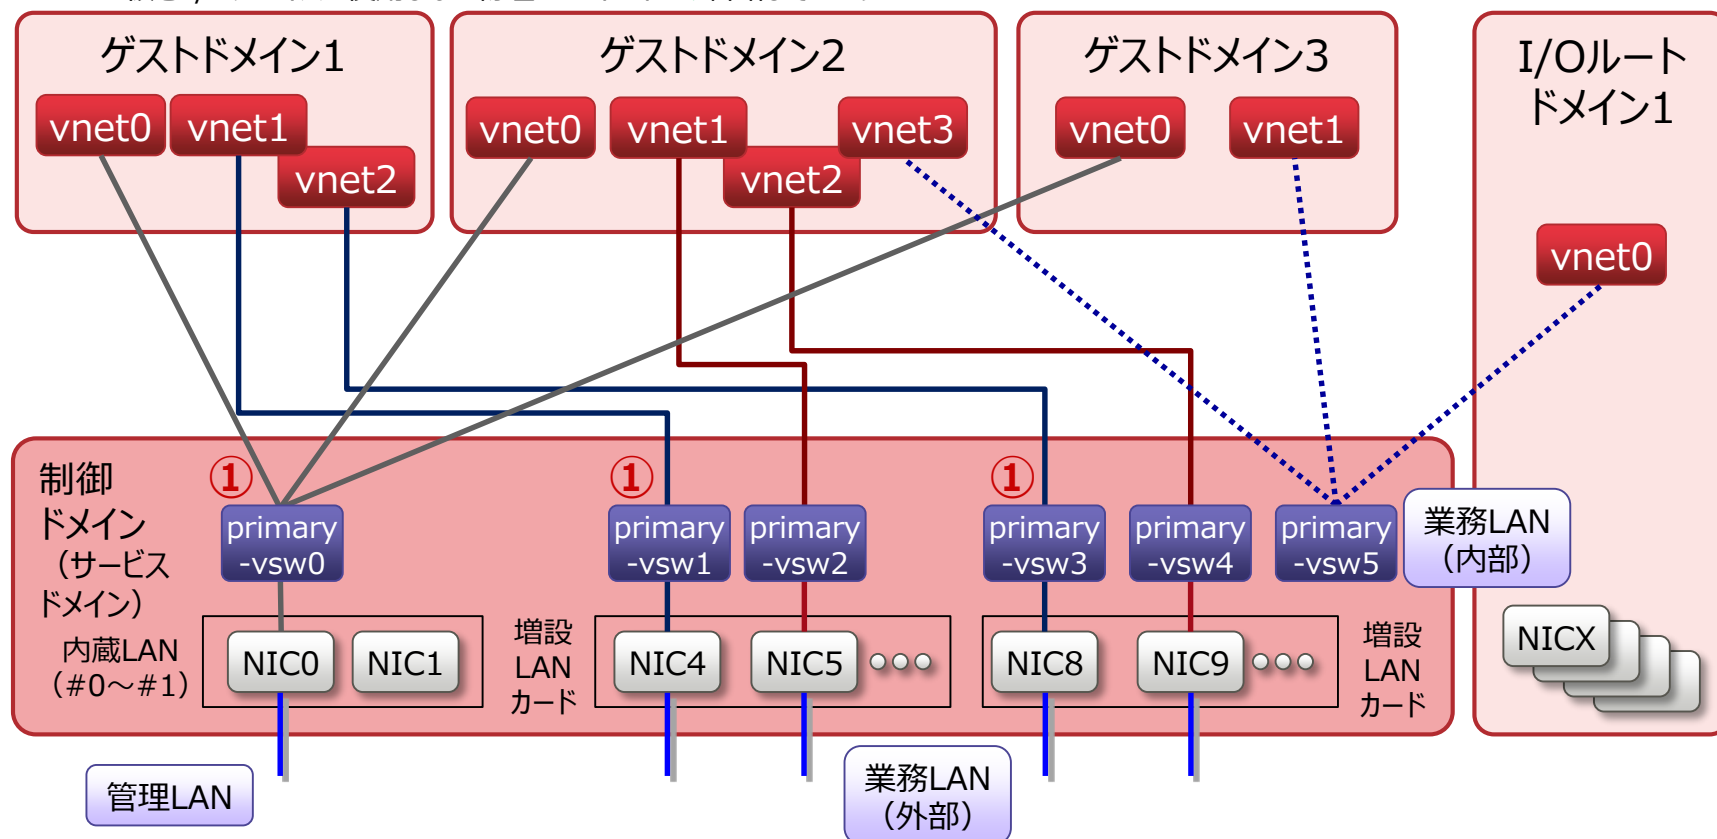 ゲストドメイン1
vnet0
vnet1
vnet2
ゲストドメイン2
vnet0
vnet1
vnet2
vnet3
ゲストドメイン3
vnet0
vnet1
I/Oルート
ドメイン1
vnet0
NICX
制御
ドメイン
（サービス
ドメイン）
①
primary
-vsw0
①
primary
-vsw1
primary
-vsw2
①
primary
-vsw3
primary
-vsw4
primary
-vsw5
業務LAN
（内部）
内蔵LAN
（#0～#1）
NIC0
NIC1
増設
LAN
カード
NIC4
NIC5
NIC8
NIC9
増設
LAN
カード
管理LAN
業務LAN
（外部）